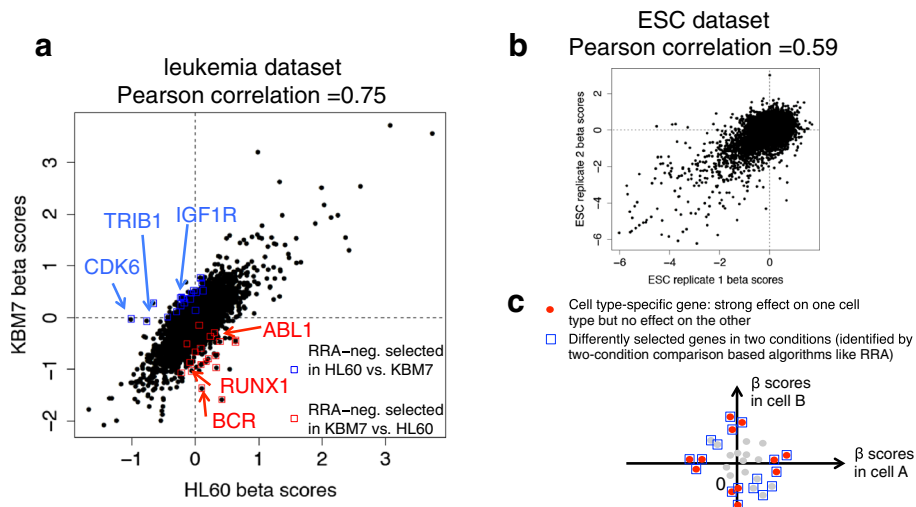 a
leukemia dataset
Pearson correlation =0.75
KBM7 beta scores
3
2
1
0
−1
−2
−1
0
1
2
3
HL60 beta scores
TRIB1
IGF1R
CDK6
ABL1
RUNX1
BCR
RRA−neg. selected
in HL60 vs. KBM7
RRA−neg. selected
in KBM7 vs. HL60
b
ESC dataset
Pearson correlation =0.59
ESC replicate 2 beta scores
2
0
−2
−4
−6
−6
−4
−2
0
2
ESC replicate 1 beta scores
c
Cell type-specific gene: strong effect on one cell
type but no effect on the other
Differently selected genes in two conditions (identified by
two-condition comparison based algorithms like RRA)
β scores
in cell B
β scores
in cell A
0